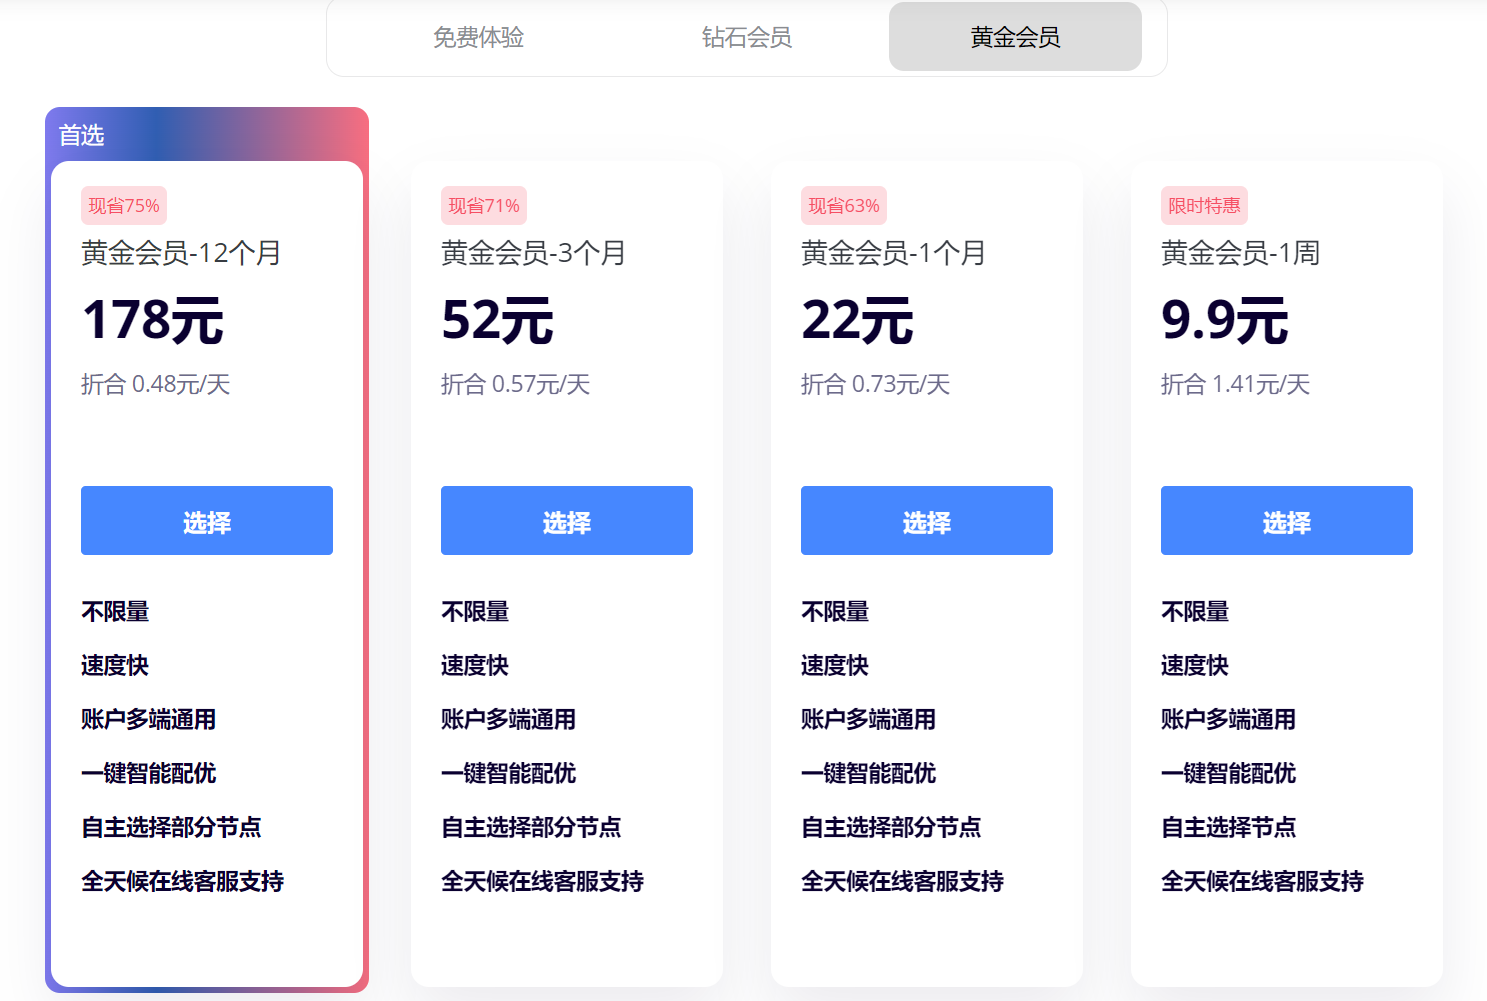 免费体验
钻石会员
黄金会员
首选
现省75%
黄金会员-12个月
178元
折合 0.48元/天
选择
不限量
速度快
账户多端通用
一键智能配优
自主选择部分节点
全天候在线客服支持
现省71%
黄金会员-3个月
52元
折合 0.57元/天
选择
不限量
速度快
账户多端通用
一键智能配优
自主选择部分节点
全天候在线客服支持
现省63%
黄金会员-1个月
22元
折合 0.73元/天
选择
不限量
速度快
账户多端通用
一键智能配优
自主选择部分节点
全天候在线客服支持
限时特惠
黄金会员-1周
9.9元
折合 1.41元/天
选择
不限量
速度快
账户多端通用
一键智能配优
自主选择节点
全天候在线客服支持